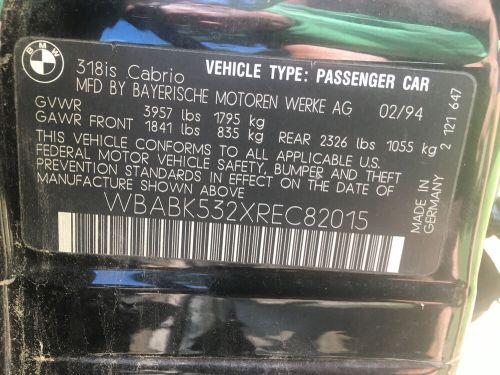 BMW
318is Cabrio VEHICLE TYPE: PASSENGER CAR
MFD BY BAYERISCHE MOTOREN WERKE AG 02/94
GVWR 3957 lbs 1795 kg
GAWR FRONT 1841 lbs 835 kg REAR 2326 lbs 1055 kg
THIS VEHICLE CONFORMS TO ALL APPLICABLE
FEDERAL MOTOR VEHICLE SAFETY, BUMPER AND THEFT
PREVENTION STANDARDS IN EFFECT ON THE DATE OF
MANUFACTURE SHOWN ABOVE
WBABK532XREC82015
MADE IN
GERMANY
2 121 647